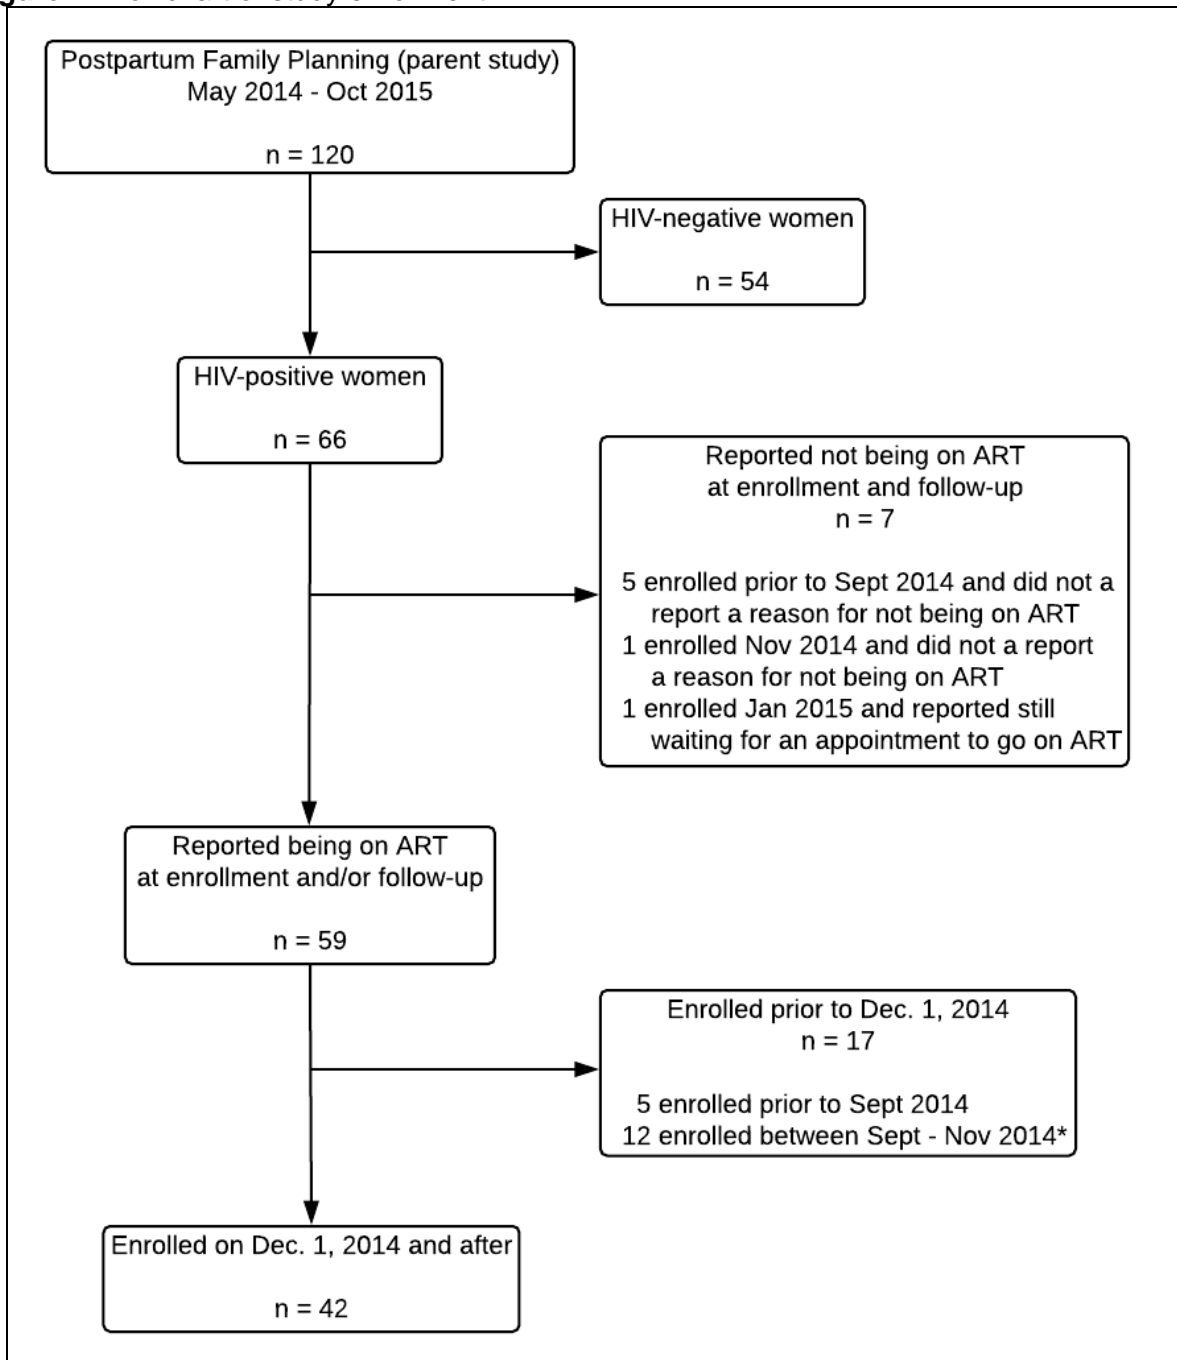 Postpartum Family Planning (parent study)
May 2014 - Oct 2015
n = 120
HIV-negative women
n = 54
HIV-positive women
n = 66
Reported not being on ART
at enrollment and follow-up
n = 7
5 enrolled prior to Sept 2014 and did not a
report a reason for not being on ART
1 enrolled Nov 2014 and did not a report
a reason for not being on ART
1 enrolled Jan 2015 and reported still
waiting for an appointment to go on ART
Reported being on ART
at enrollment and/or follow-up
n = 59
Enrolled prior to Dec. 1, 2014
n = 17
5 enrolled prior to Sept 2014
12 enrolled between Sept - Nov 2014*
Enrolled on Dec. 1, 2014 and after
n = 42